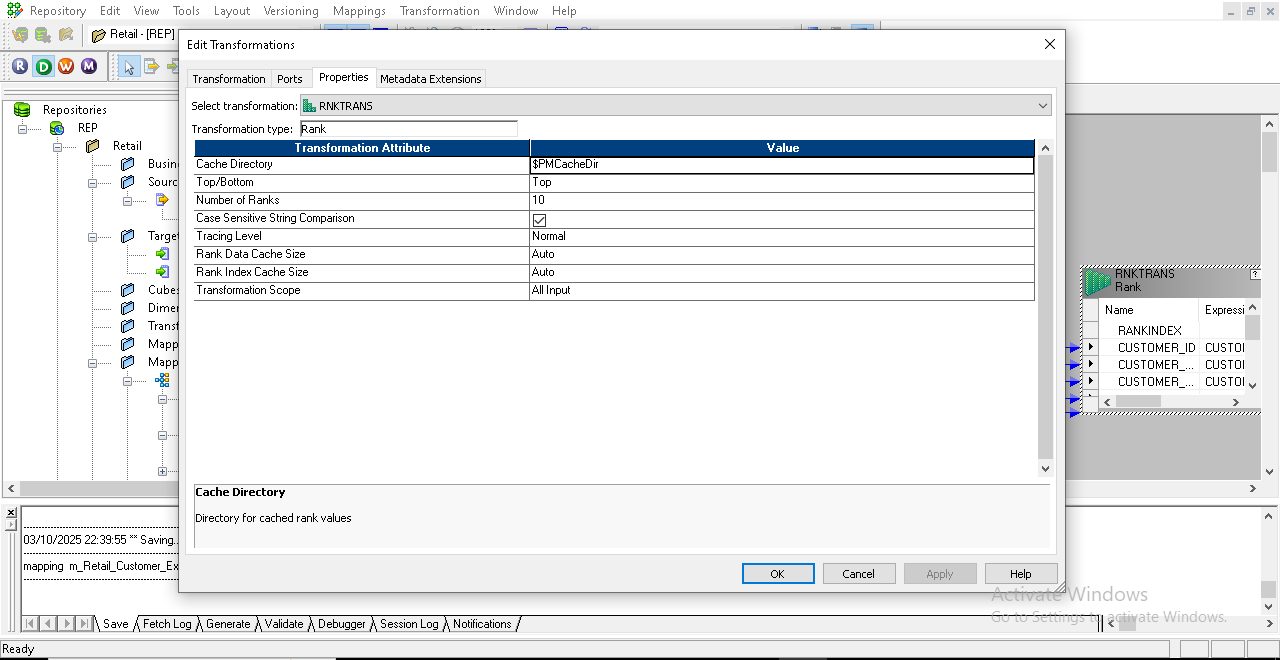 Repository Edit View Tools Layout Versioning Mappings Transformation Window Help
Retail - [REP]
Edit Transformations
R D W M
Transformation Ports Properties Metadata Extensions
Select transformation: RNKTRANS
Transformation type: Rank
Transformation Attribute Value
Cache Directory $PMCacheDir
Top/Bottom Top
Number of Ranks 10
Case Sensitive String Comparison
Tracing Level Normal
Rank Data Cache Size Auto
Rank Index Cache Size Auto
Transformation Scope All Input
Cache Directory
Directory for cached rank values
OK Cancel Apply Help
Repositories
REP
Retail
Busin
Sourc
Target
Cubes
Dimer
Transf
Mapp
Mapp
RNKTRANS
Rank
Name Expressi
RANKINDEX
CUSTOMER_ID CUSTO
CUSTOMER_... CUSTO
CUSTOMER_... CUSTO
03/10/2025 22:39:55 ** Saving.
mapping m_Retail_Customer_Ex
Activate Windows
Go to Settings to activate Windows.
Save Fetch Log Generate Validate Debugger Session Log Notifications
Ready